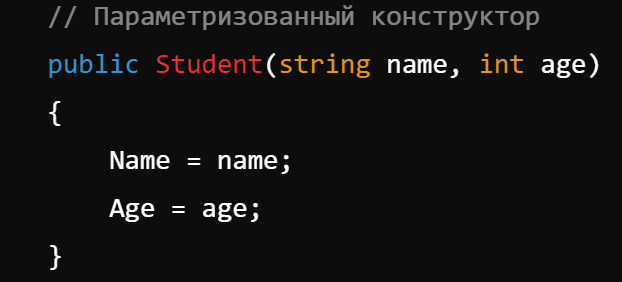 // Параметризованный конструктор
public Student(string name, int age)
{
    Name = name;
    Age = age;
}